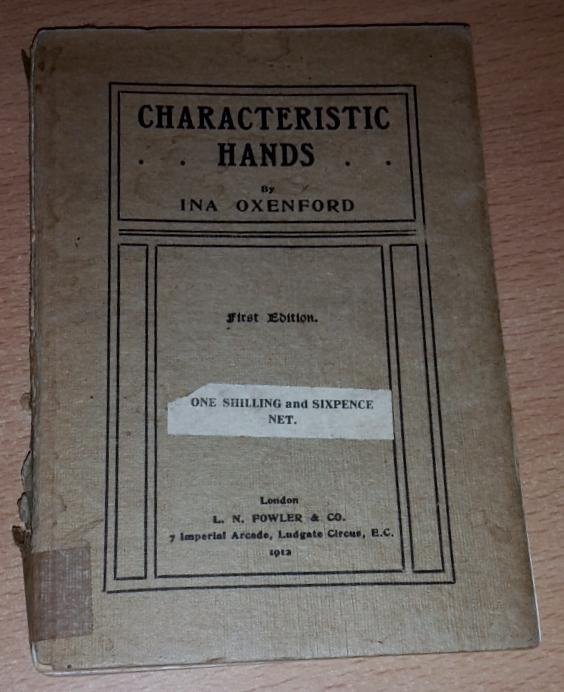 CHARACTERISTIC
. . HANDS . .
By
INA OXENFORD
First Edition.
ONE SHILLING and SIXPENCE
NET.
London
L. N. FOWLER & CO.
7 Imperial Arcade, Ludgate Circus, E.C.
1912